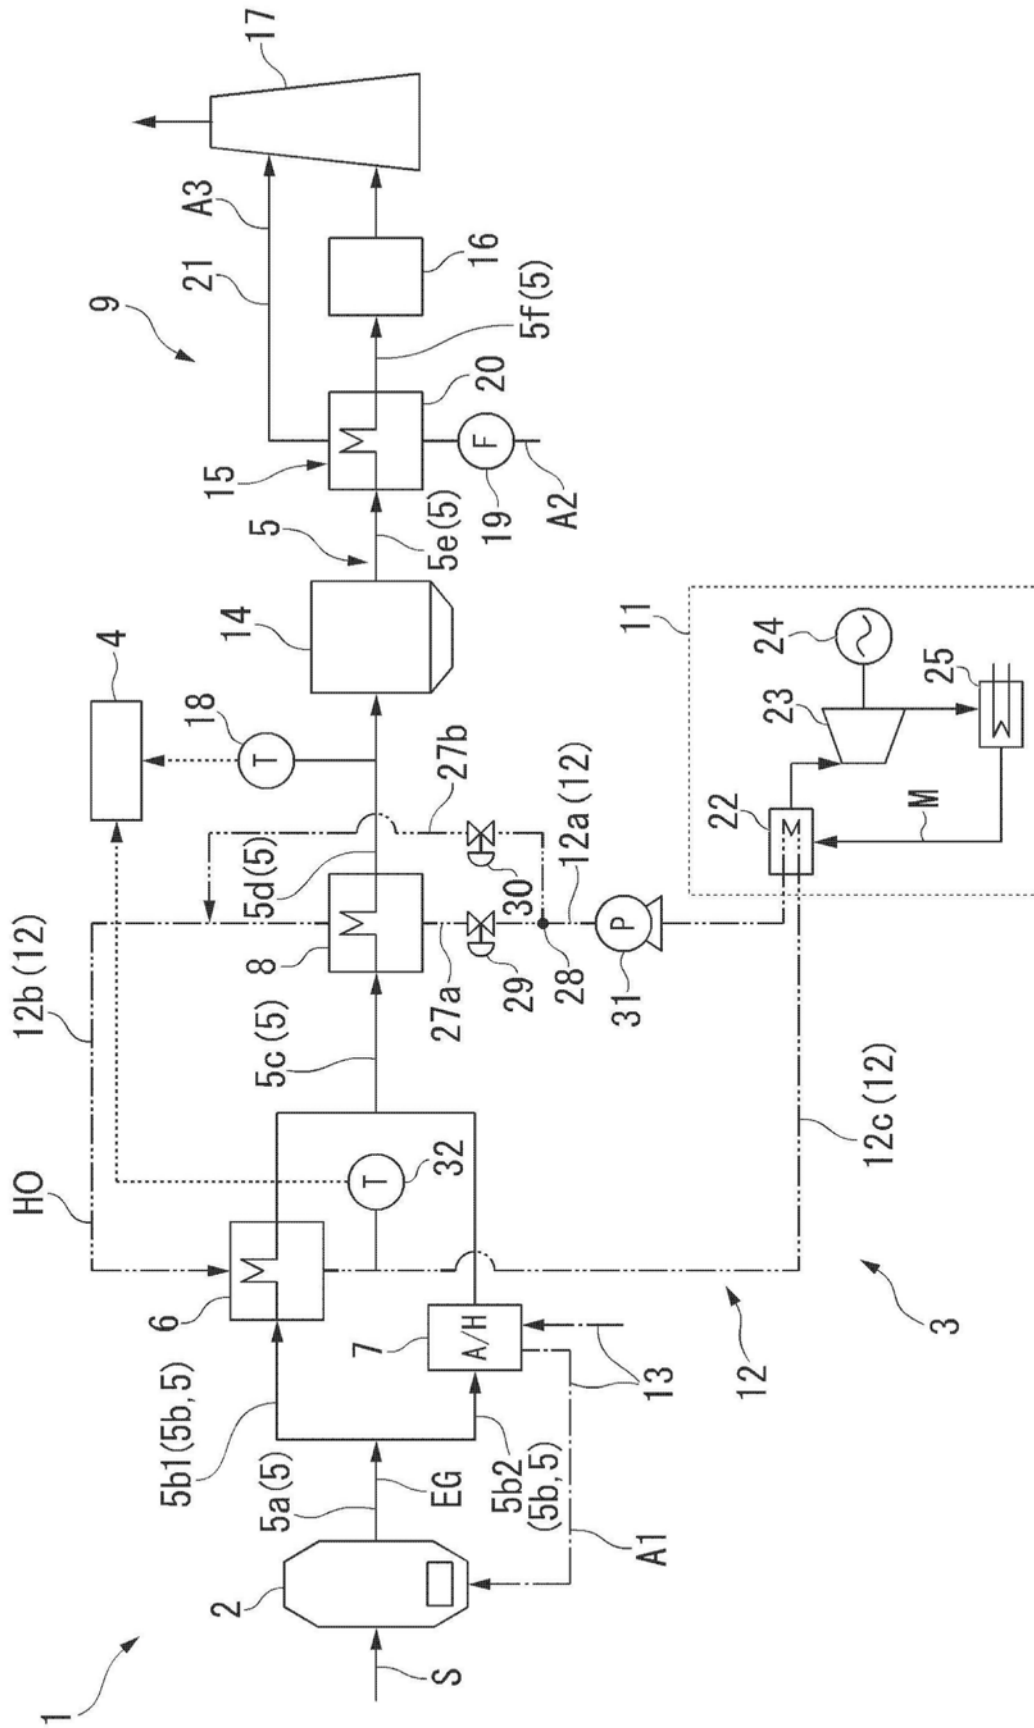 1
S
2
5a(5)
EG
5b1(5b,5)
5b2
(5b,5)
A1
6
7
A/H
13
HO
12b(12)
T
32
12
3
5c(5)
12c(12)
8
5d(5)
27a
29
28
30
27b
12a(12)
P
31
4
18
T
14
5
5e(5)
15
20
F
19
A2
9
21
A3
5f(5)
16
17
11
22
23
24
25
M